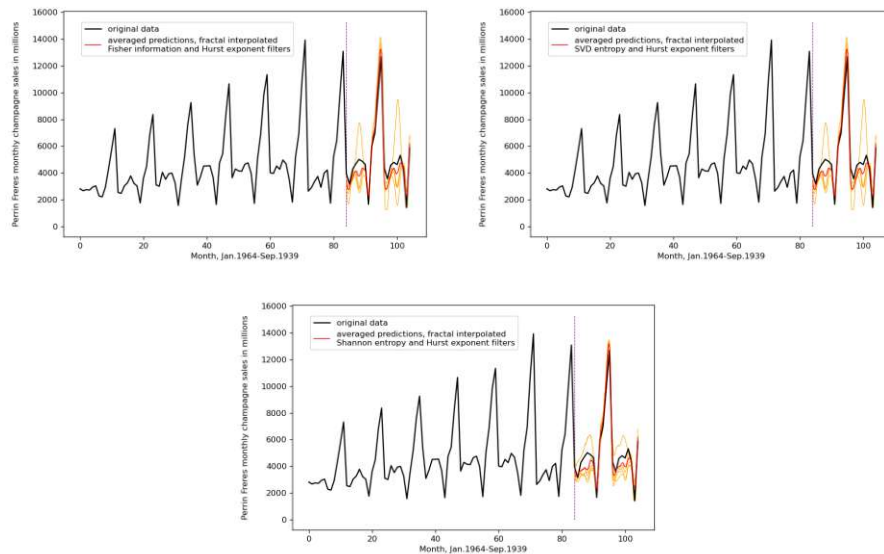 16000
14000
12000
10000
8000
6000
4000
2000
0
Perrin Freres monthly champagne sales in millions
original data
averaged predictions, fractal interpolated
Fisher information and Hurst exponent filters
0 20 40 60 80 100
Month, Jan.1964-Sep.1939
16000
14000
12000
10000
8000
6000
4000
2000
0
Perrin Freres monthly champagne sales in millions
original data
averaged predictions, fractal interpolated
SVD entropy and Hurst exponent filters
0 20 40 60 80 100
Month, Jan.1964-Sep.1939
16000
14000
12000
10000
8000
6000
4000
2000
0
Perrin Freres monthly champagne sales in millions
original data
averaged predictions, fractal interpolated
Shannon entropy and Hurst exponent filters
0 20 40 60 80 100
Month, Jan.1964-Sep.1939